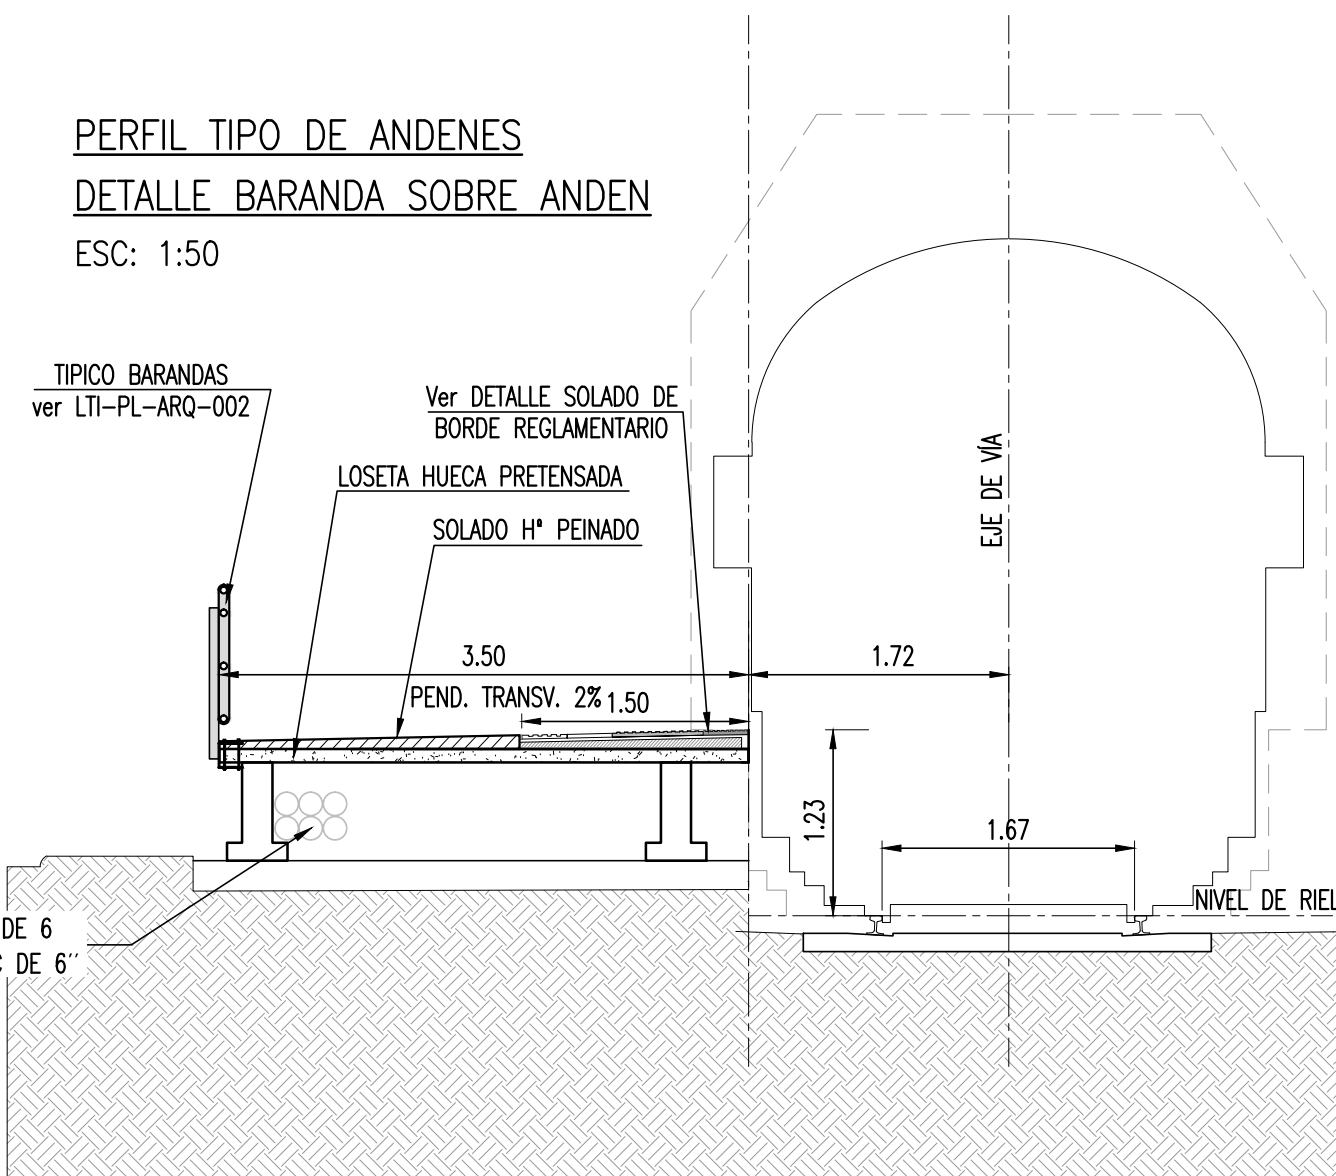 PERFIL TIPO DE ANDENES
DETALLE BARANDA SOBRE ANDEN
ESC: 1:50
TIPICO BARANDAS
ver LTI-PL-ARQ-002
Ver DETALLE SOLADO DE
BORDE REGLAMENTARIO
LOSETA HUECA PRETENSADA
SOLADO Hº PEINADO
EJE DE VÍA
3.50
1.72
PEND. TRANSV. 2%
1.50
1.23
1.67
NIVEL DE RIEL
DE 6
C DE 6''